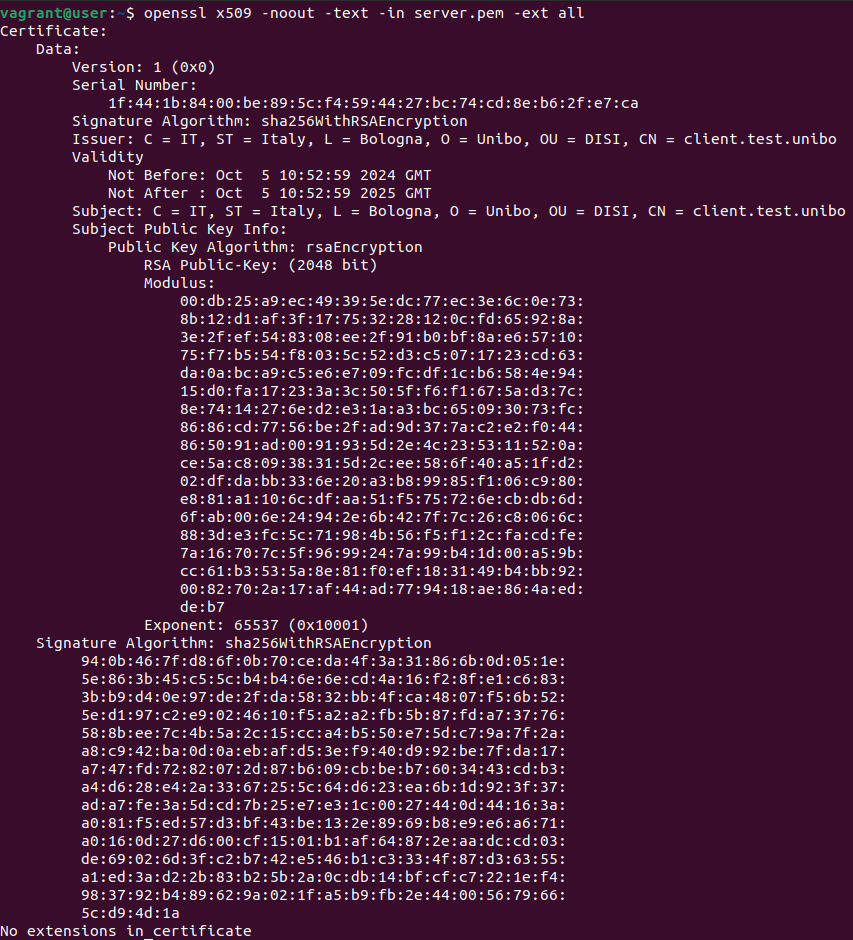 vagrant@user:~$ openssl x509 -noout -text -in server.pem -ext all
Certificate:
    Data:
        Version: 1 (0x0)
        Serial Number:
            1f:44:1b:84:00:be:89:5c:f4:59:44:27:bc:74:cd:8e:b6:2f:e7:ca
        Signature Algorithm: sha256WithRSAEncryption
        Issuer: C = IT, ST = Italy, L = Bologna, O = Unibo, OU = DISI, CN = client.test.unibo
        Validity
            Not Before: Oct  5 10:52:59 2024 GMT
            Not After : Oct  5 10:52:59 2025 GMT
        Subject: C = IT, ST = Italy, L = Bologna, O = Unibo, OU = DISI, CN = client.test.unibo
        Subject Public Key Info:
            Public Key Algorithm: rsaEncryption
                RSA Public-Key: (2048 bit)
                Modulus:
                    00:db:25:a9:ec:49:39:5e:dc:77:ec:3e:6c:0e:73:
                    8b:12:d1:af:3f:17:75:32:28:12:0c:fd:65:92:8a:
                    3e:2f:ef:54:83:08:ee:2f:91:b0:bf:8a:e6:57:10:
                    75:f7:b5:54:f8:03:5c:52:d3:c5:07:17:23:cd:63:
                    da:0a:bc:a9:c5:e6:e7:09:fc:df:1c:b6:58:4e:94:
                    15:d0:fa:17:23:3a:3c:50:5f:f6:f1:67:5a:d3:7c:
                    8e:74:14:27:6e:d2:e3:1a:a3:bc:65:09:30:73:fc:
                    86:86:cd:77:56:be:2f:ad:9d:37:7a:c2:e2:f0:44:
                    86:50:91:ad:00:91:93:5d:2e:4c:23:53:11:52:0a:
                    ce:5a:c8:09:38:31:5d:2c:ee:58:6f:40:a5:1f:d2:
                    02:df:da:bb:33:6e:20:a3:b8:99:85:f1:06:c9:80:
                    e8:81:a1:10:6c:df:aa:51:f5:75:72:6e:cb:db:6d:
                    6f:ab:00:6e:24:94:2e:6b:42:7f:7c:26:c8:06:6c:
                    88:3d:e3:fc:5c:71:98:4b:56:f5:f1:2c:fa:cd:fe:
                    7a:16:70:7c:5f:96:99:24:7a:99:b4:1d:00:a5:9b:
                    cc:61:b3:53:5a:8e:81:f0:ef:18:31:49:b4:bb:92:
                    00:82:70:2a:17:af:44:ad:77:94:18:ae:86:4a:ed:
                    de:b7
                Exponent: 65537 (0x10001)
    Signature Algorithm: sha256WithRSAEncryption
         94:0b:46:7f:d8:6f:0b:70:ce:da:4f:3a:31:86:6b:0d:05:1e:
         5e:86:3b:45:c5:5c:b4:b4:6e:6e:cd:4a:16:f2:8f:e1:c6:83:
         3b:b9:d4:0e:97:de:2f:da:58:32:bb:4f:ca:48:07:f5:6b:52:
         5e:d1:97:c2:e9:02:46:10:f5:a2:a2:fb:5b:87:fd:a7:37:76:
         58:8b:ee:7c:4b:5a:2c:15:cc:a4:b5:50:e7:5d:c7:9a:7f:2a:
         a8:c9:42:ba:0d:0a:eb:af:d5:3e:f9:40:d9:92:be:7f:da:17:
         a7:47:fd:72:82:07:2d:87:b6:09:cb:be:b7:60:34:43:cd:b3:
         a4:d6:28:e4:2a:33:67:25:5c:64:d6:23:ea:6b:1d:92:3f:37:
         ad:a7:fe:3a:5d:cd:7b:25:e7:e3:1c:00:27:44:0d:44:16:3a:
         a0:81:f5:ed:57:d3:bf:43:be:13:2e:89:69:b8:e9:e6:a6:71:
         a0:16:0d:27:d6:00:cf:15:01:b1:af:64:87:2e:aa:dc:cd:03:
         de:69:02:6d:3f:c2:b7:42:e5:46:b1:c3:33:4f:87:d3:63:55:
         a1:ed:3a:d2:2b:83:b2:5b:2a:0c:db:14:bf:cf:c7:22:1e:f4:
         98:37:92:b4:89:62:9a:02:1f:a5:b9:fb:2e:44:00:56:79:66:
         5c:d9:4d:1a
No extensions in certificate